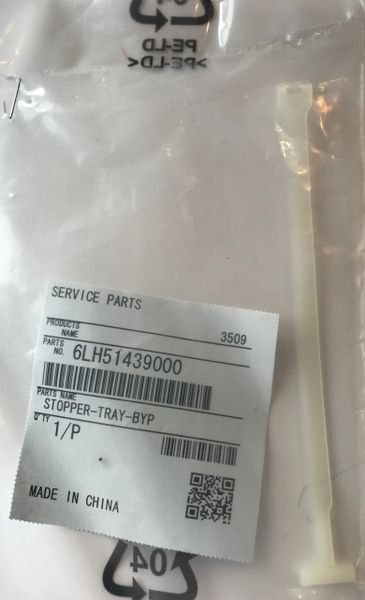 04
PE-LD
>PE-LD<
SERVICE PARTS
PRODUCTS NAME
3509
PARTS NO. 6LH51439000
PARTS NAME
STOPPER-TRAY-BYP
Q'TY
1/P
MADE IN CHINA
04